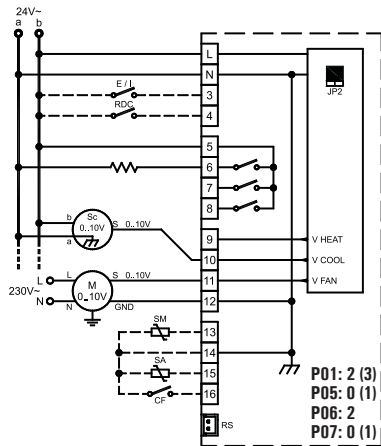 24V~
a b
L
N
JP2
E / I
3
RDC
4
5
6
7
8
b Sc S 0..10V
0..10V
a
9 V HEAT
10 V COOL
L L M S 0..10V 11 V FAN
230V~ 0..10V
N N GND 12
SM
13
14
SA
15
CF
16
RS
P01: 2 (3)
P05: 0 (1)
P06: 2
P07: 0 (1)